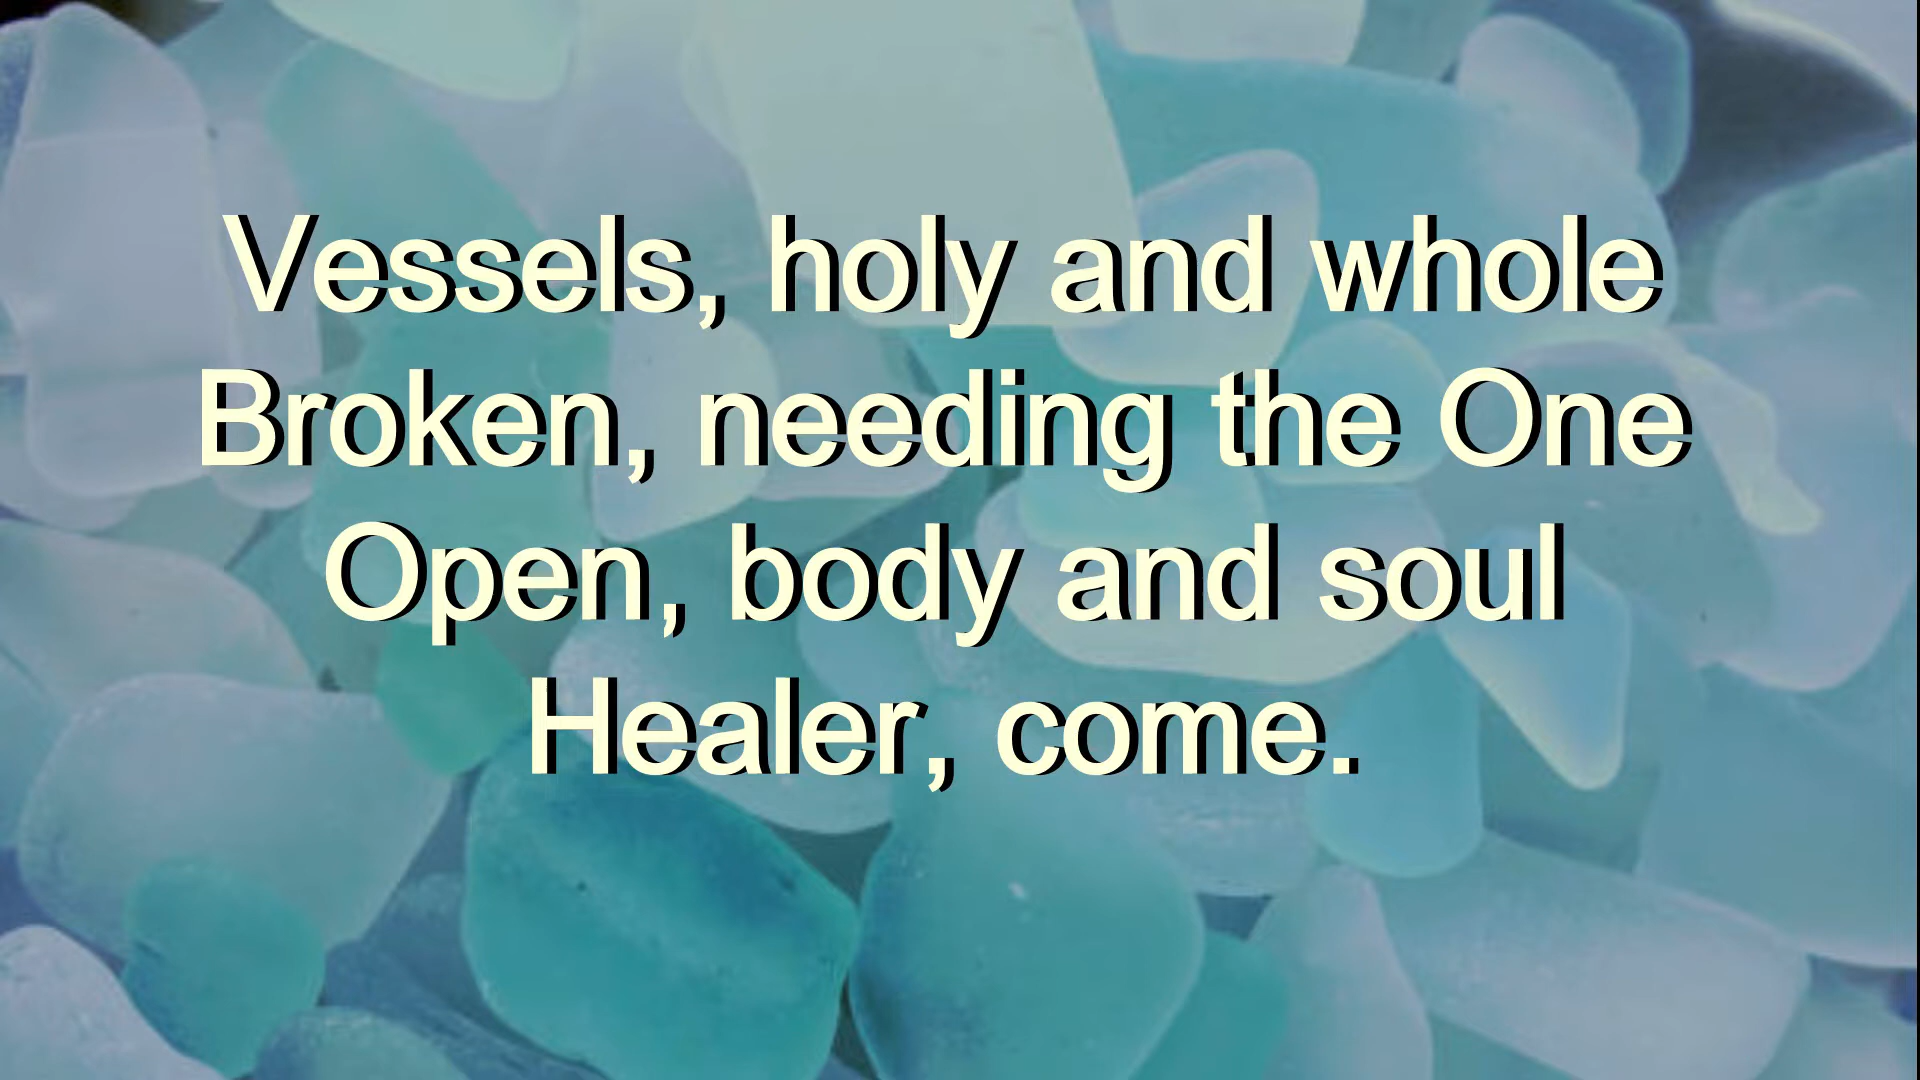 Vessels, holy and whole
Broken, needing the One
Open, body and soul
Healer, come.